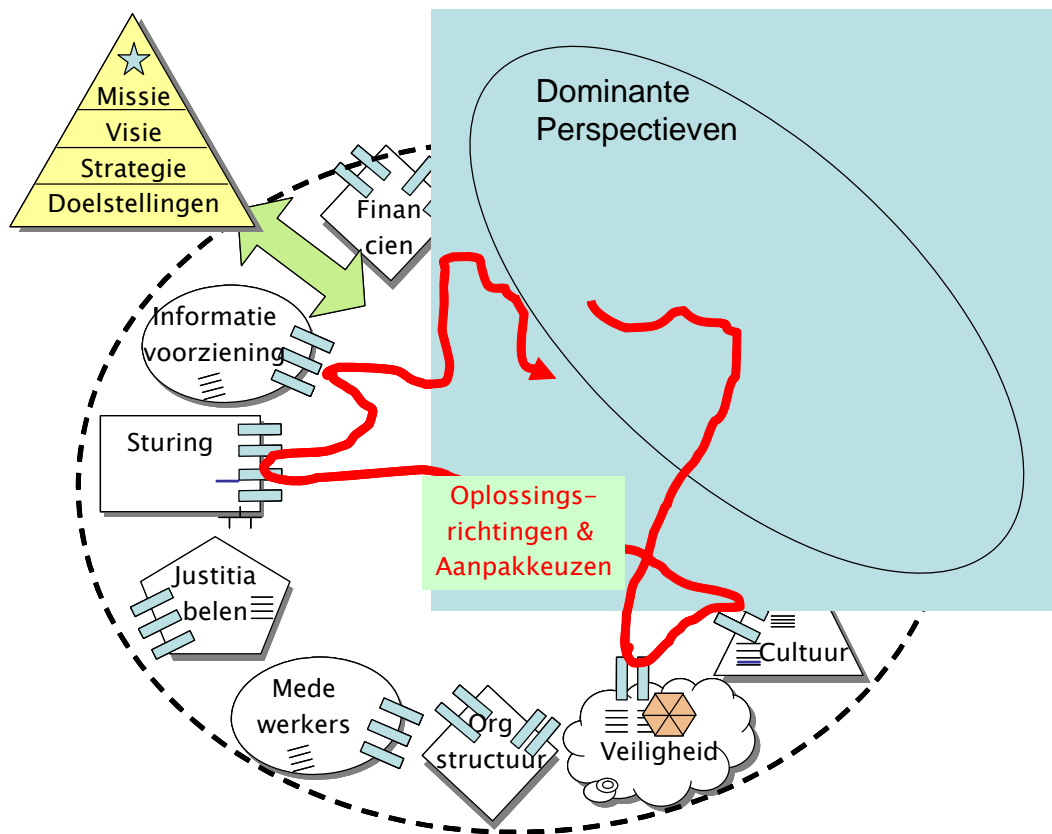 Missie
Visie
Strategie
Doelstellingen
Dominante
Perspectieven
Finan
cien
Informatie
voorziening
Sturing
Oplossings-
richtingen &
Aanpakkeuzen
Justitia
belen
Cultuur
Mede
werkers
Org
structuur
Veiligheid